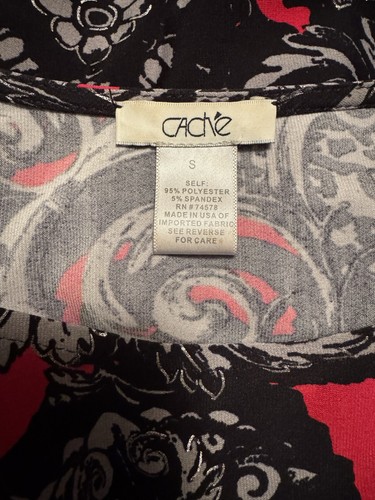 CAChé
S
SELF:
95% POLYESTER
5% SPANDEX
RN # 74578
MADE IN USA OF
IMPORTED FABRIC
SEE REVERSE
FOR CARE